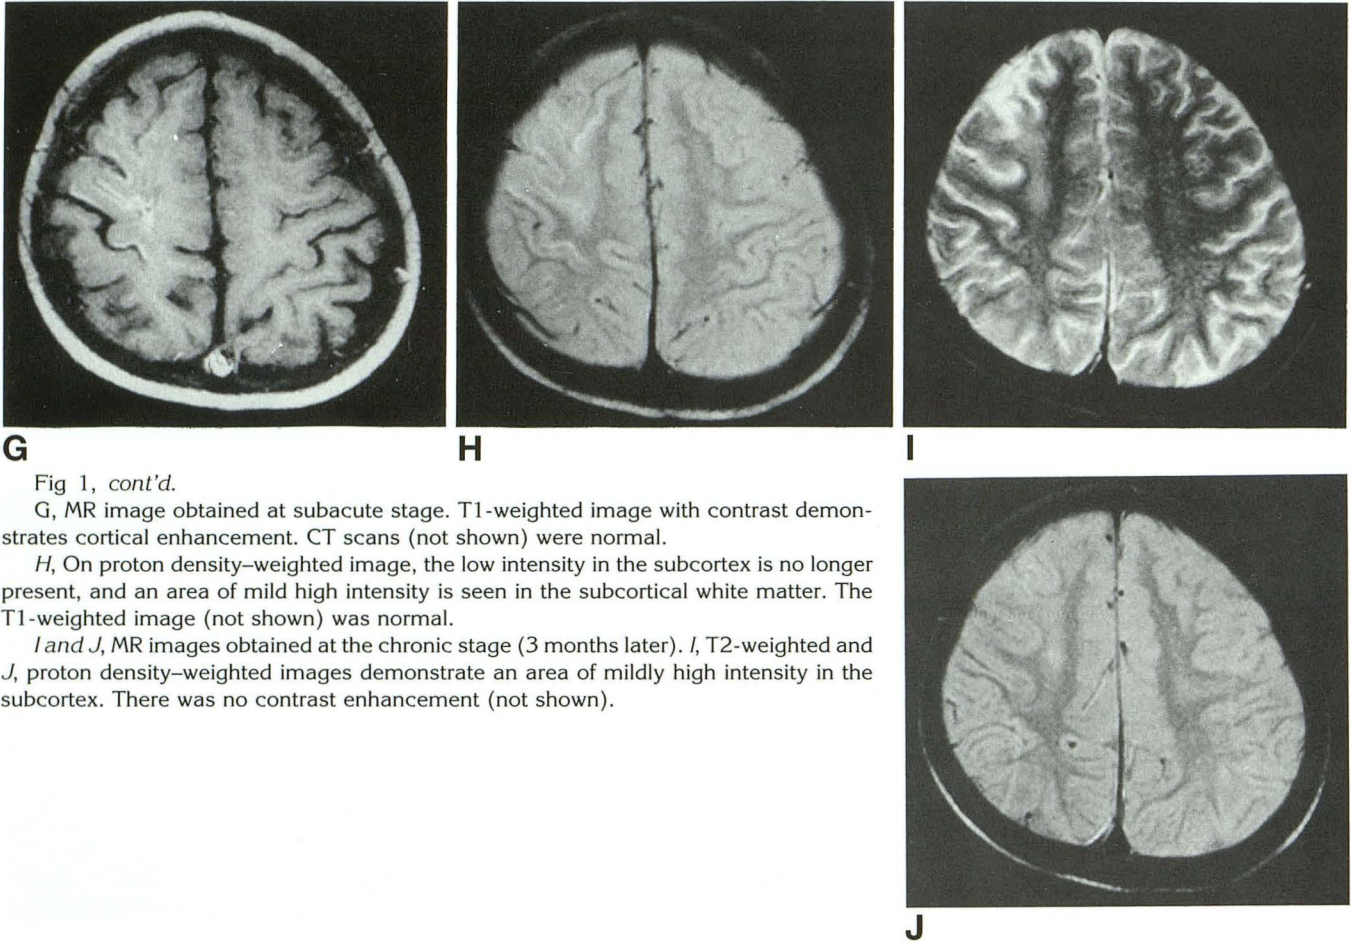 G
H
I
Fig 1, cont'd.
G, MR image obtained at subacute stage. T1-weighted image with contrast demon-
strates cortical enhancement. CT scans (not shown) were normal.
H, On proton density–weighted image, the low intensity in the subcortex is no longer
present, and an area of mild high intensity is seen in the subcortical white matter. The
T1-weighted image (not shown) was normal.
I and J, MR images obtained at the chronic stage (3 months later). I, T2-weighted and
J, proton density–weighted images demonstrate an area of mildly high intensity in the
subcortex. There was no contrast enhancement (not shown).
J